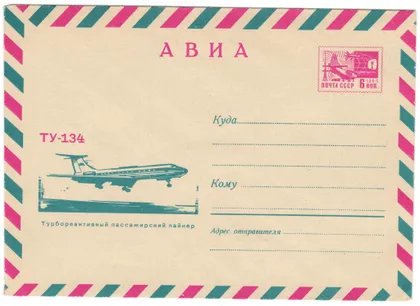 АВИА
ПОЧТА СССР 6 КОП.
Куда
ТУ-134
Кому
Турбореактивный пассажирский лайнер
Адрес отправителя